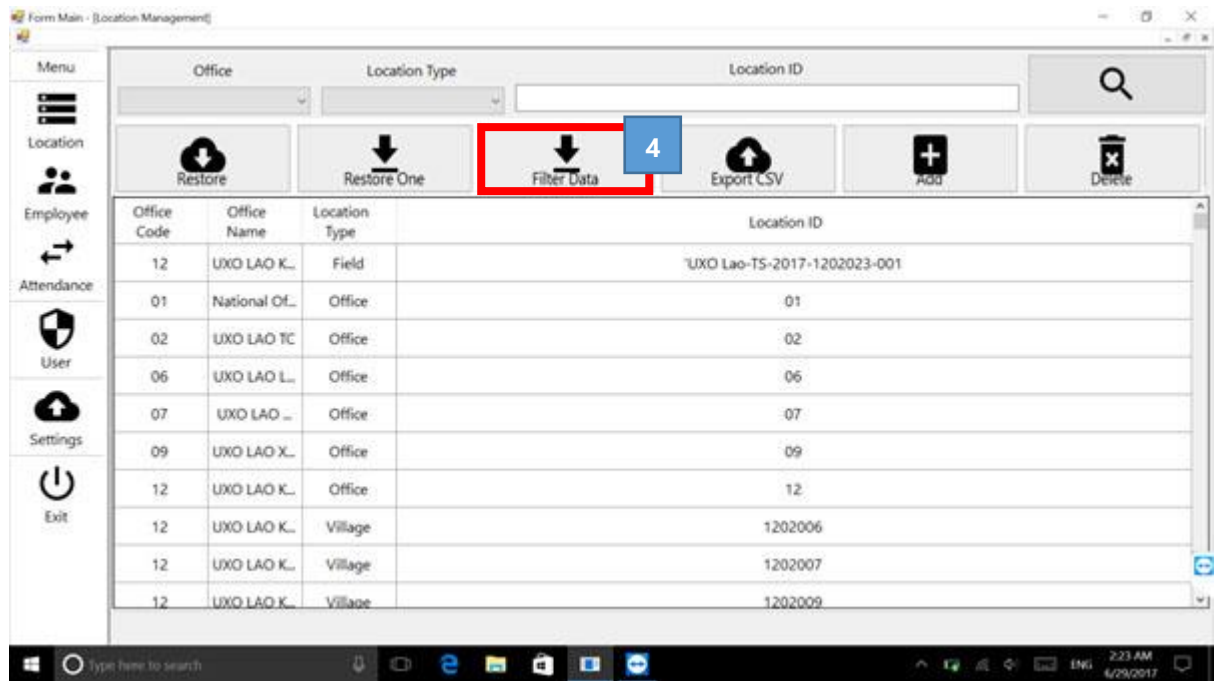 Form Main - [Location Management]
Menu
Office Location Type Location ID
Location
Restore Restore One Filter Data 4 Export CSV Add Delete
Employee
Office Code Office Name Location Type Location ID
12 UXO LAO K... Field 'UXO Lao-TS-2017-1202023-001
Attendance
01 National Of... Office 01
02 UXO LAO TC Office 02
User
06 UXO LAO L... Office 06
07 UXO LAO ... Office 07
Settings
09 UXO LAO X... Office 09
12 UXO LAO K... Office 12
Exit
12 UXO LAO K... Village 1202006
12 UXO LAO K... Village 1202007
12 UXO LAO K... Village 1202009
Type here to search
ENG 2:23 AM
6/29/2017